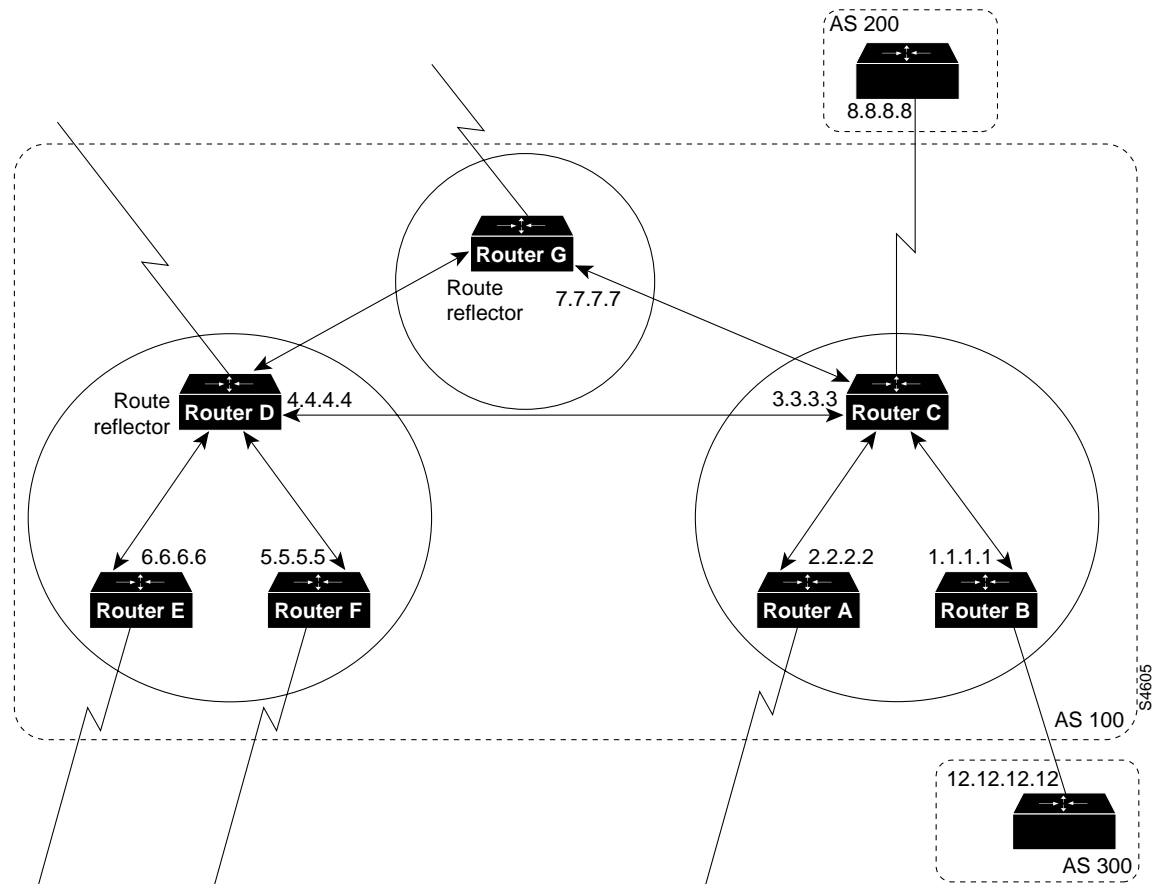 AS 200
8.8.8.8
Router G
Route
reflector
7.7.7.7
Route
reflector
Router D
4.4.4.4
3.3.3.3
Router C
6.6.6.6
5.5.5.5
2.2.2.2
1.1.1.1
Router E
Router F
Router A
Router B
S4605
AS 100
12.12.12.12
AS 300